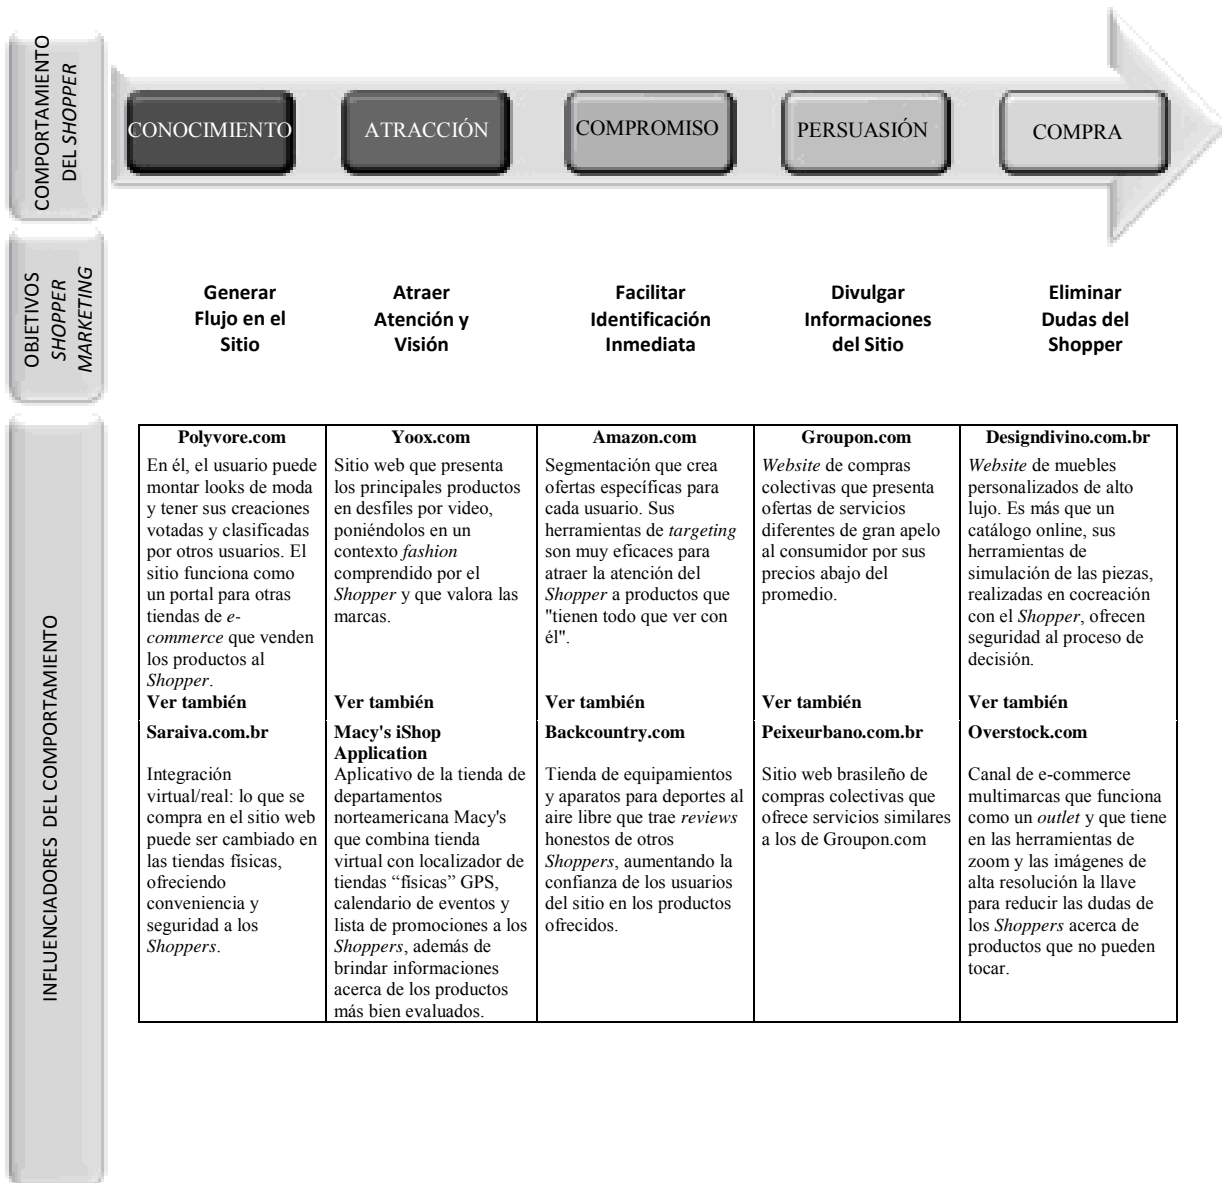 COMPORTAMIENTO
DEL SHOPPER
CONOCIMIENTO
ATRACCIÓN
COMPROMISO
PERSUASIÓN
COMPRA
OBJETIVOS
SHOPPER
MARKETING
Generar
Flujo en el
Sitio
Atraer
Atención y
Visión
Facilitar
Identificación
Inmediata
Divulgar
Informaciones
del Sitio
Eliminar
Dudas del
Shopper
INFLUENCIADORES DEL COMPORTAMIENTO
Polyvore.com
En él, el usuario puede
montar looks de moda
y tener sus creaciones
votadas y clasificadas
por otros usuarios. El
sitio funciona como
un portal para otras
tiendas de e-
commerce que venden
los productos al
Shopper.
Ver también
Yoox.com
Sitio web que presenta
los principales productos
en desfiles por video,
poniéndolos en un
contexto fashion
comprendido por el
Shopper y que valora las
marcas.
Ver también
Amazon.com
Segmentación que crea
ofertas específicas para
cada usuario. Sus
herramientas de targeting
son muy eficaces para
atraer la atención del
Shopper a productos que
"tienen todo que ver con
él".
Ver también
Groupon.com
Website de compras
colectivas que presenta
ofertas de servicios
diferentes de gran apelo
al consumidor por sus
precios abajo del
promedio.
Ver también
Designdivino.com.br
Website de muebles
personalizados de alto
lujo. Es más que un
catálogo online, sus
herramientas de
simulación de las piezas,
realizadas en cocreación
con el Shopper, ofrecen
seguridad al proceso de
decisión.
Ver también
Saraiva.com.br
Integración
virtual/real: lo que se
compra en el sitio web
puede ser cambiado en
las tiendas físicas,
ofreciendo
conveniencia y
seguridad a los
Shoppers.
Macy's iShop
Application
Aplicativo de la tienda de
departamentos
norteamericana Macy's
que combina tienda
virtual con localizador de
tiendas “físicas” GPS,
calendario de eventos y
lista de promociones a los
Shoppers, además de
brindar informaciones
acerca de los productos
más bien evaluados.
Backcountry.com
Tienda de equipamientos
y aparatos para deportes al
aire libre que trae reviews
honestos de otros
Shoppers, aumentando la
confianza de los usuarios
del sitio en los productos
ofrecidos.
Peixeurbano.com.br
Sitio web brasileño de
compras colectivas que
ofrece servicios similares
a los de Groupon.com
Overstock.com
Canal de e-commerce
multimarcas que funciona
como un outlet y que tiene
en las herramientas de
zoom y las imágenes de
alta resolución la llave
para reducir las dudas de
los Shoppers acerca de
productos que no pueden
tocar.